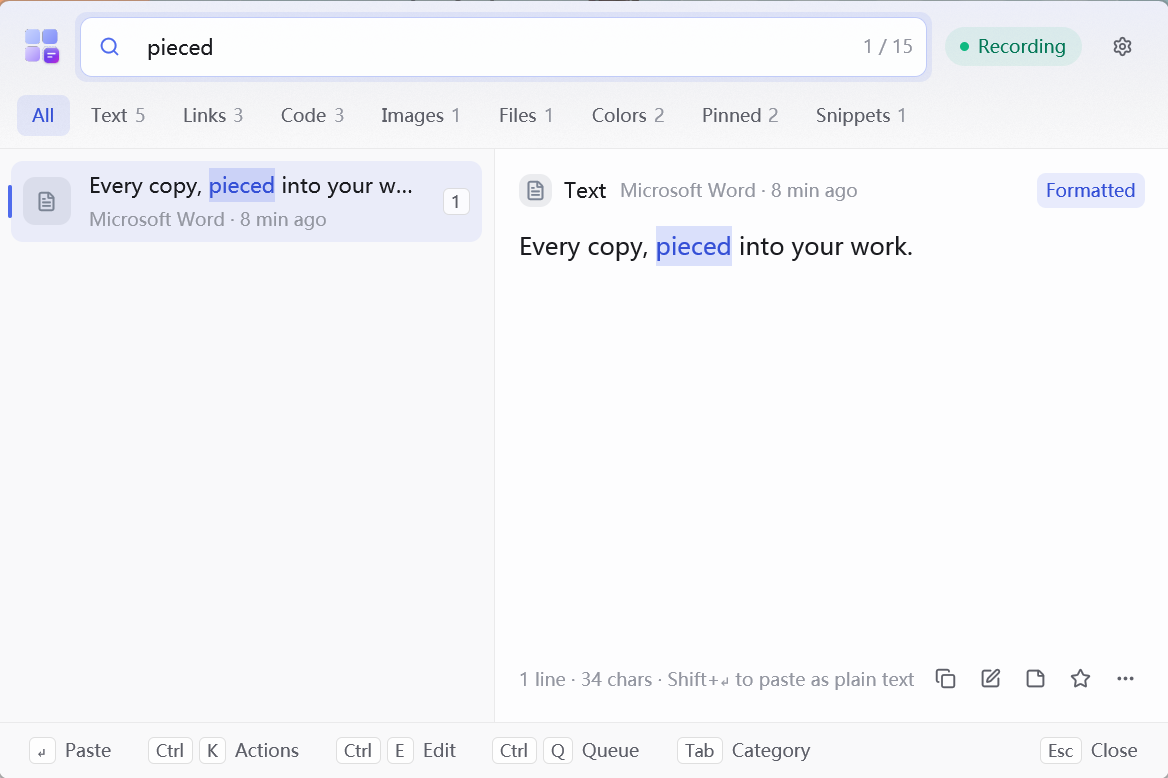 pieced 1 / 15 Recording
All Text 5 Links 3 Code 3 Images 1 Files 1 Colors 2 Pinned 2 Snippets 1
Every copy, pieced into your w... 1
Microsoft Word · 8 min ago
Text Microsoft Word · 8 min ago Formatted
Every copy, pieced into your work.
1 line · 34 chars · Shift+↲ to paste as plain text
↲ Paste Ctrl K Actions Ctrl E Edit Ctrl Q Queue Tab Category Esc Close